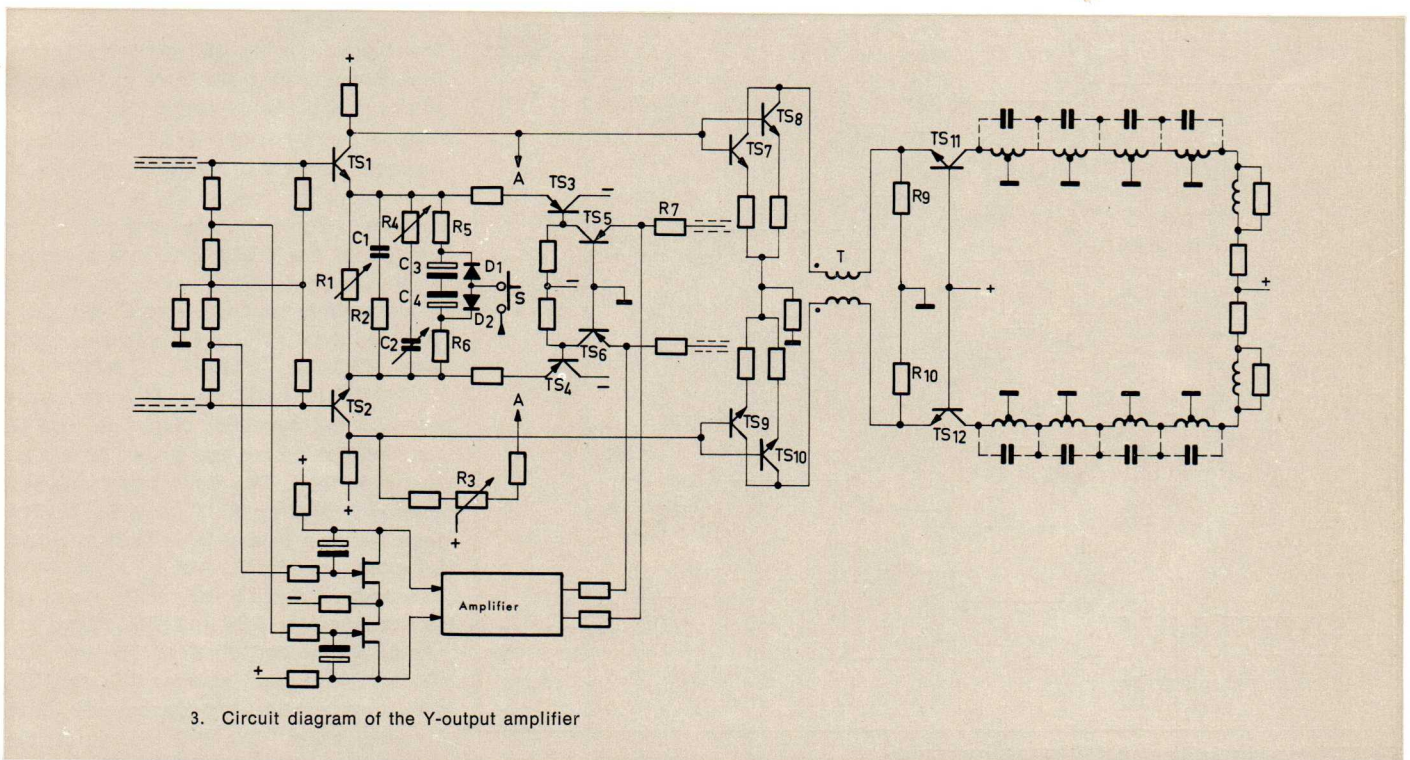 +
TS1
A
TS3
TS5
R7
TS7
TS8
TS11
R4
R5
C1
C3
D1
S
R1
R2
C4
D2
C2
R6
TS6
TS4
T
R9
+
+
R10
TS2
A
TS9
TS10
TS12
R3
+
+
+
Amplifier
+
3. Circuit diagram of the Y-output amplifier